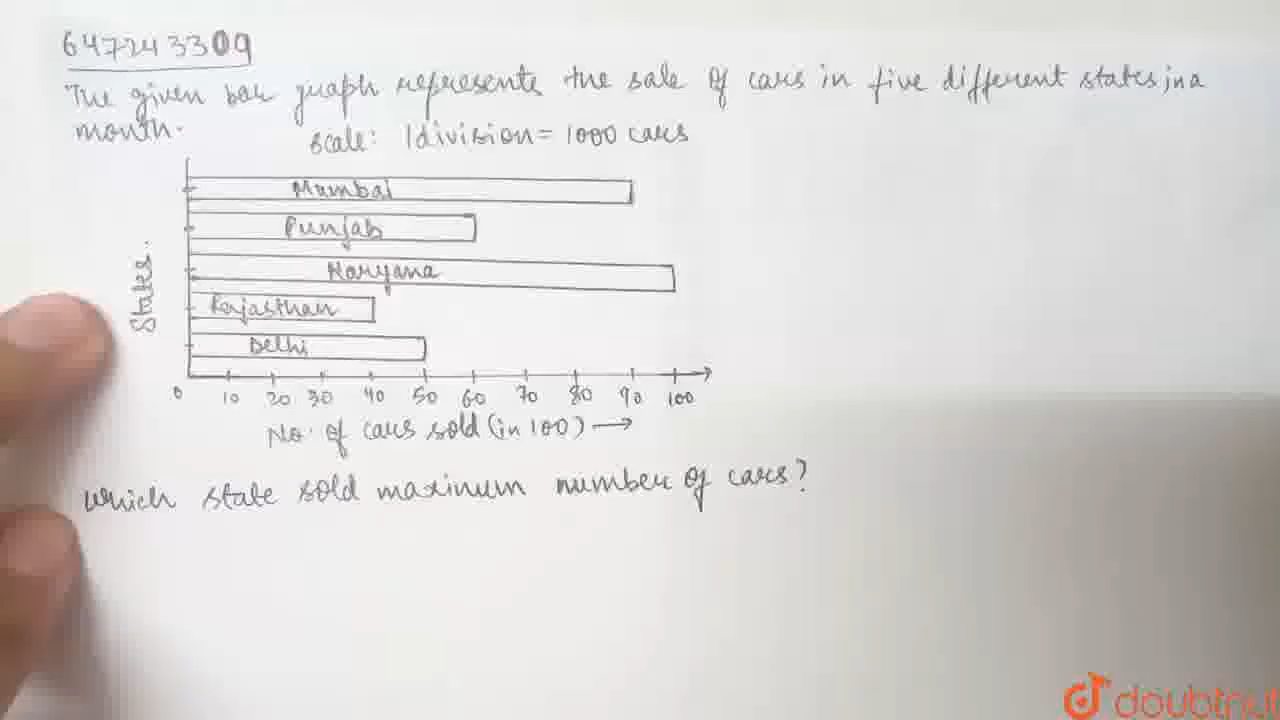 6472433 09
The given bar graph represents the sale of cars in five different states, in a
month.
scale: 1 division = 1000 cars
Mumbai
Punjab
Haryana
Rajasthan
Delhi
States.
0 10 20 30 40 50 60 70 80 90 100
No. of cars sold (in 100) →
which state sold maximum number of cars?
doubtnut